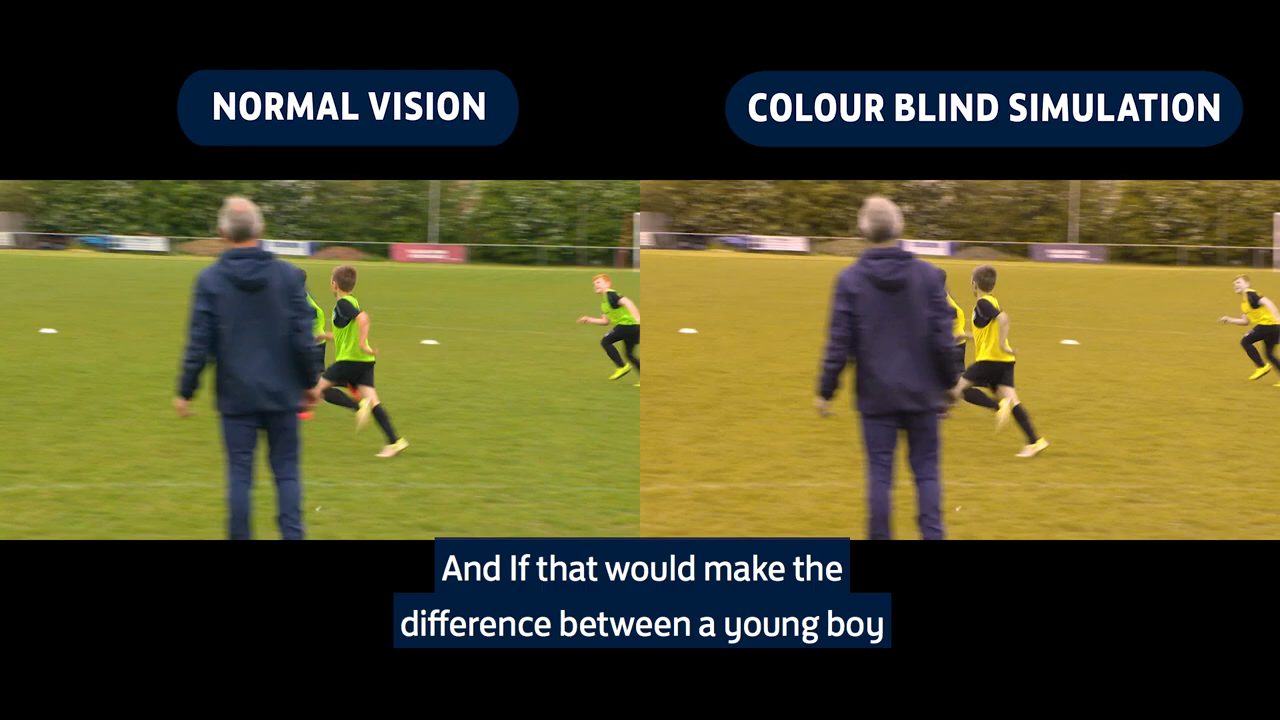 NORMAL VISION
COLOUR BLIND SIMULATION
And If that would make the
difference between a young boy